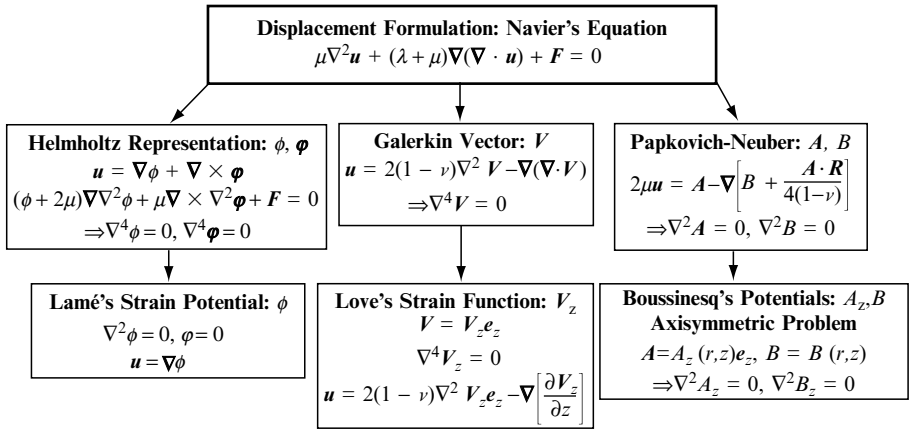 Displacement Formulation: Navier's Equation
μ∇²u + (λ + μ)∇(∇ · u) + F = 0
Helmholtz Representation: ϕ, φ
u = ∇ϕ + ∇ × φ
(ϕ + 2μ)∇∇²ϕ + μ∇ × ∇²φ + F = 0
⇒∇⁴ϕ = 0, ∇⁴φ = 0
Galerkin Vector: V
u = 2(1 − ν)∇² V −∇(∇·V)
⇒∇⁴V = 0
Papkovich-Neuber: A, B
2μu = A−∇[B + A · R / 4(1−ν)]
⇒∇²A = 0, ∇²B = 0
Lamé's Strain Potential: ϕ
∇²ϕ = 0, φ = 0
u = ∇ϕ
Love's Strain Function: V_z
V = V_z e_z
∇⁴V_z = 0
u = 2(1 − ν)∇² V_z e_z −∇[∂V_z / ∂z]
Boussinesq's Potentials: A_z,B
Axisymmetric Problem
A=A_z (r,z)e_z, B = B (r,z)
⇒∇²A_z = 0, ∇²B_z = 0